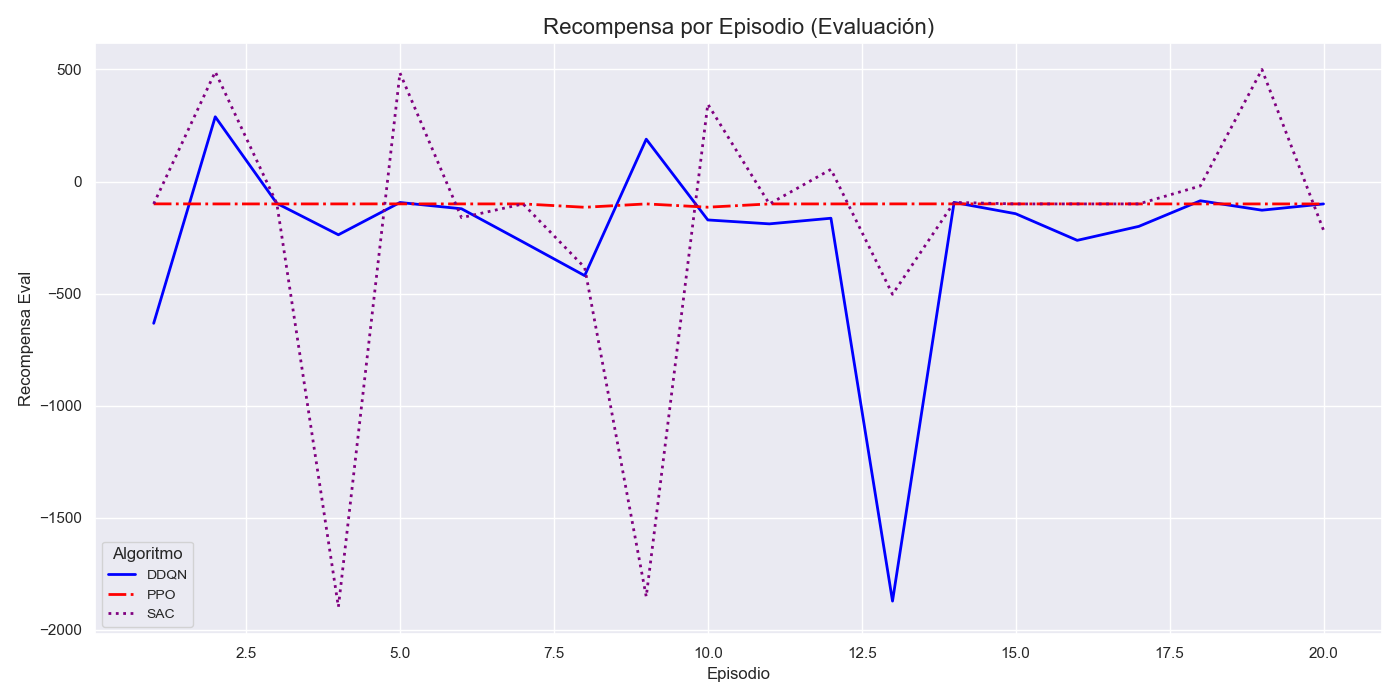 Recompensa por Episodio (Evaluación)
500
0
−500
−1000
−1500
−2000
Recompensa Eval
Algoritmo
DDQN
PPO
SAC
2.5
5.0
7.5
10.0
12.5
15.0
17.5
20.0
Episodio